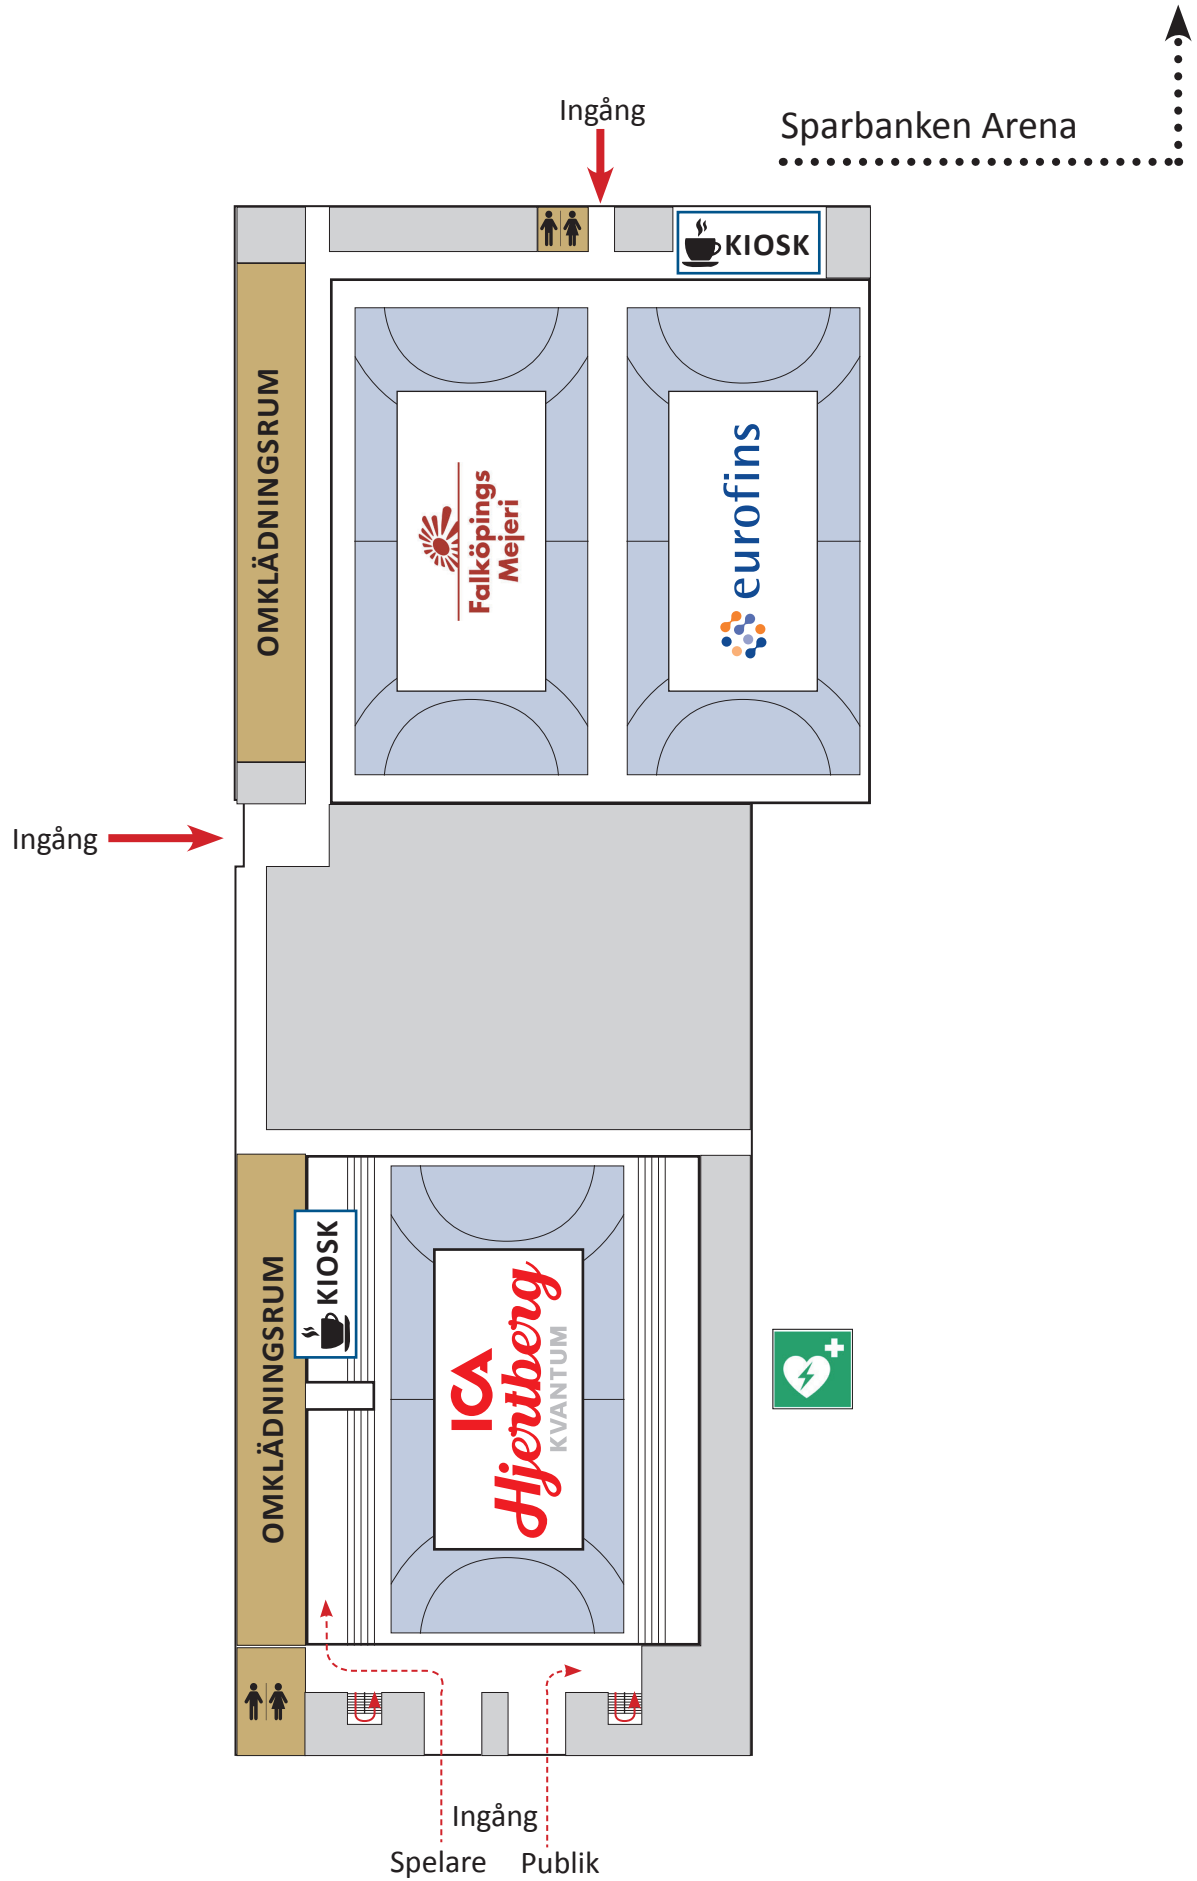 Ingång
Sparbanken Arena
KIOSK
OMKLÄDNINGSRUM
Falköpings
Mejeri
eurofins
Ingång
OMKLÄDNINGSRUM
KIOSK
ICA
Hjertberg
KVANTUM
Ingång
Spelare
Publik